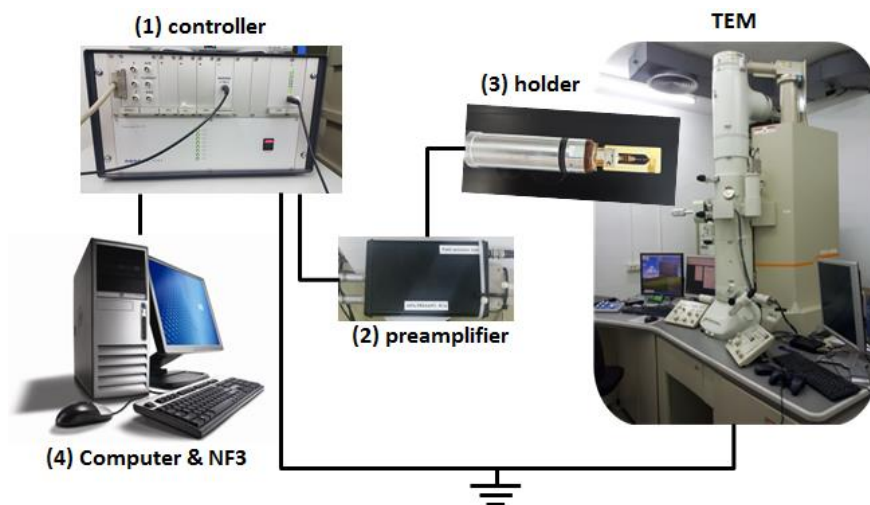 (1) controller
TEM
(3) holder
(2) preamplifier
(4) Computer & NF3